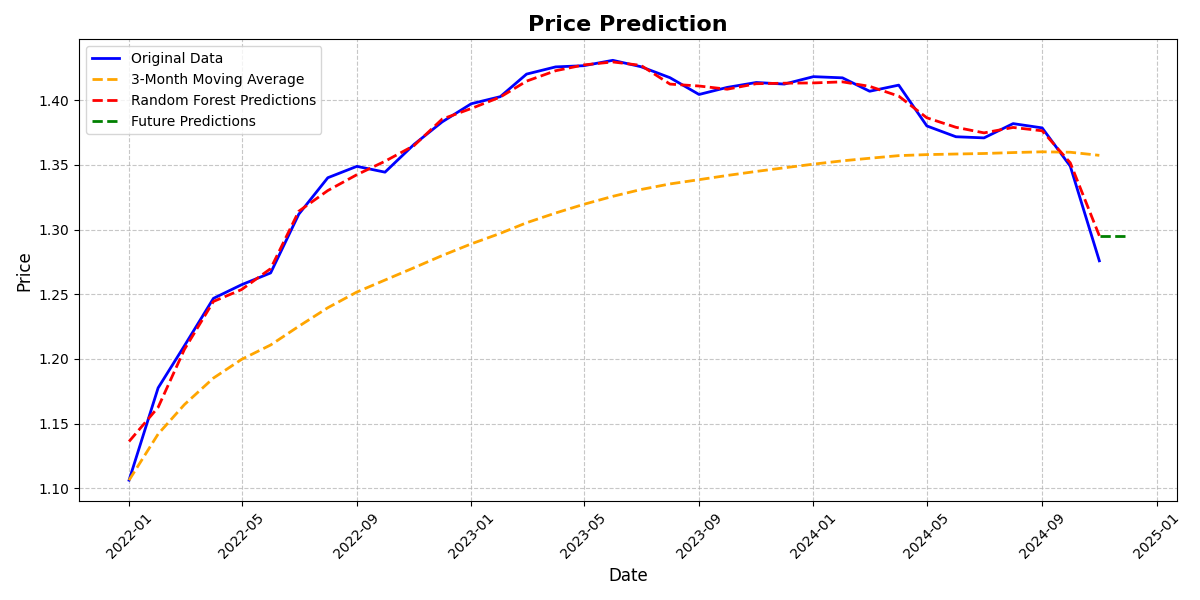 Price Prediction
Original Data
3-Month Moving Average
Random Forest Predictions
Future Predictions
Price
1.40
1.35
1.30
1.25
1.20
1.15
1.10
2022-01
2022-05
2022-09
2023-01
2023-05
2023-09
2024-01
2024-05
2024-09
2025-01
Date